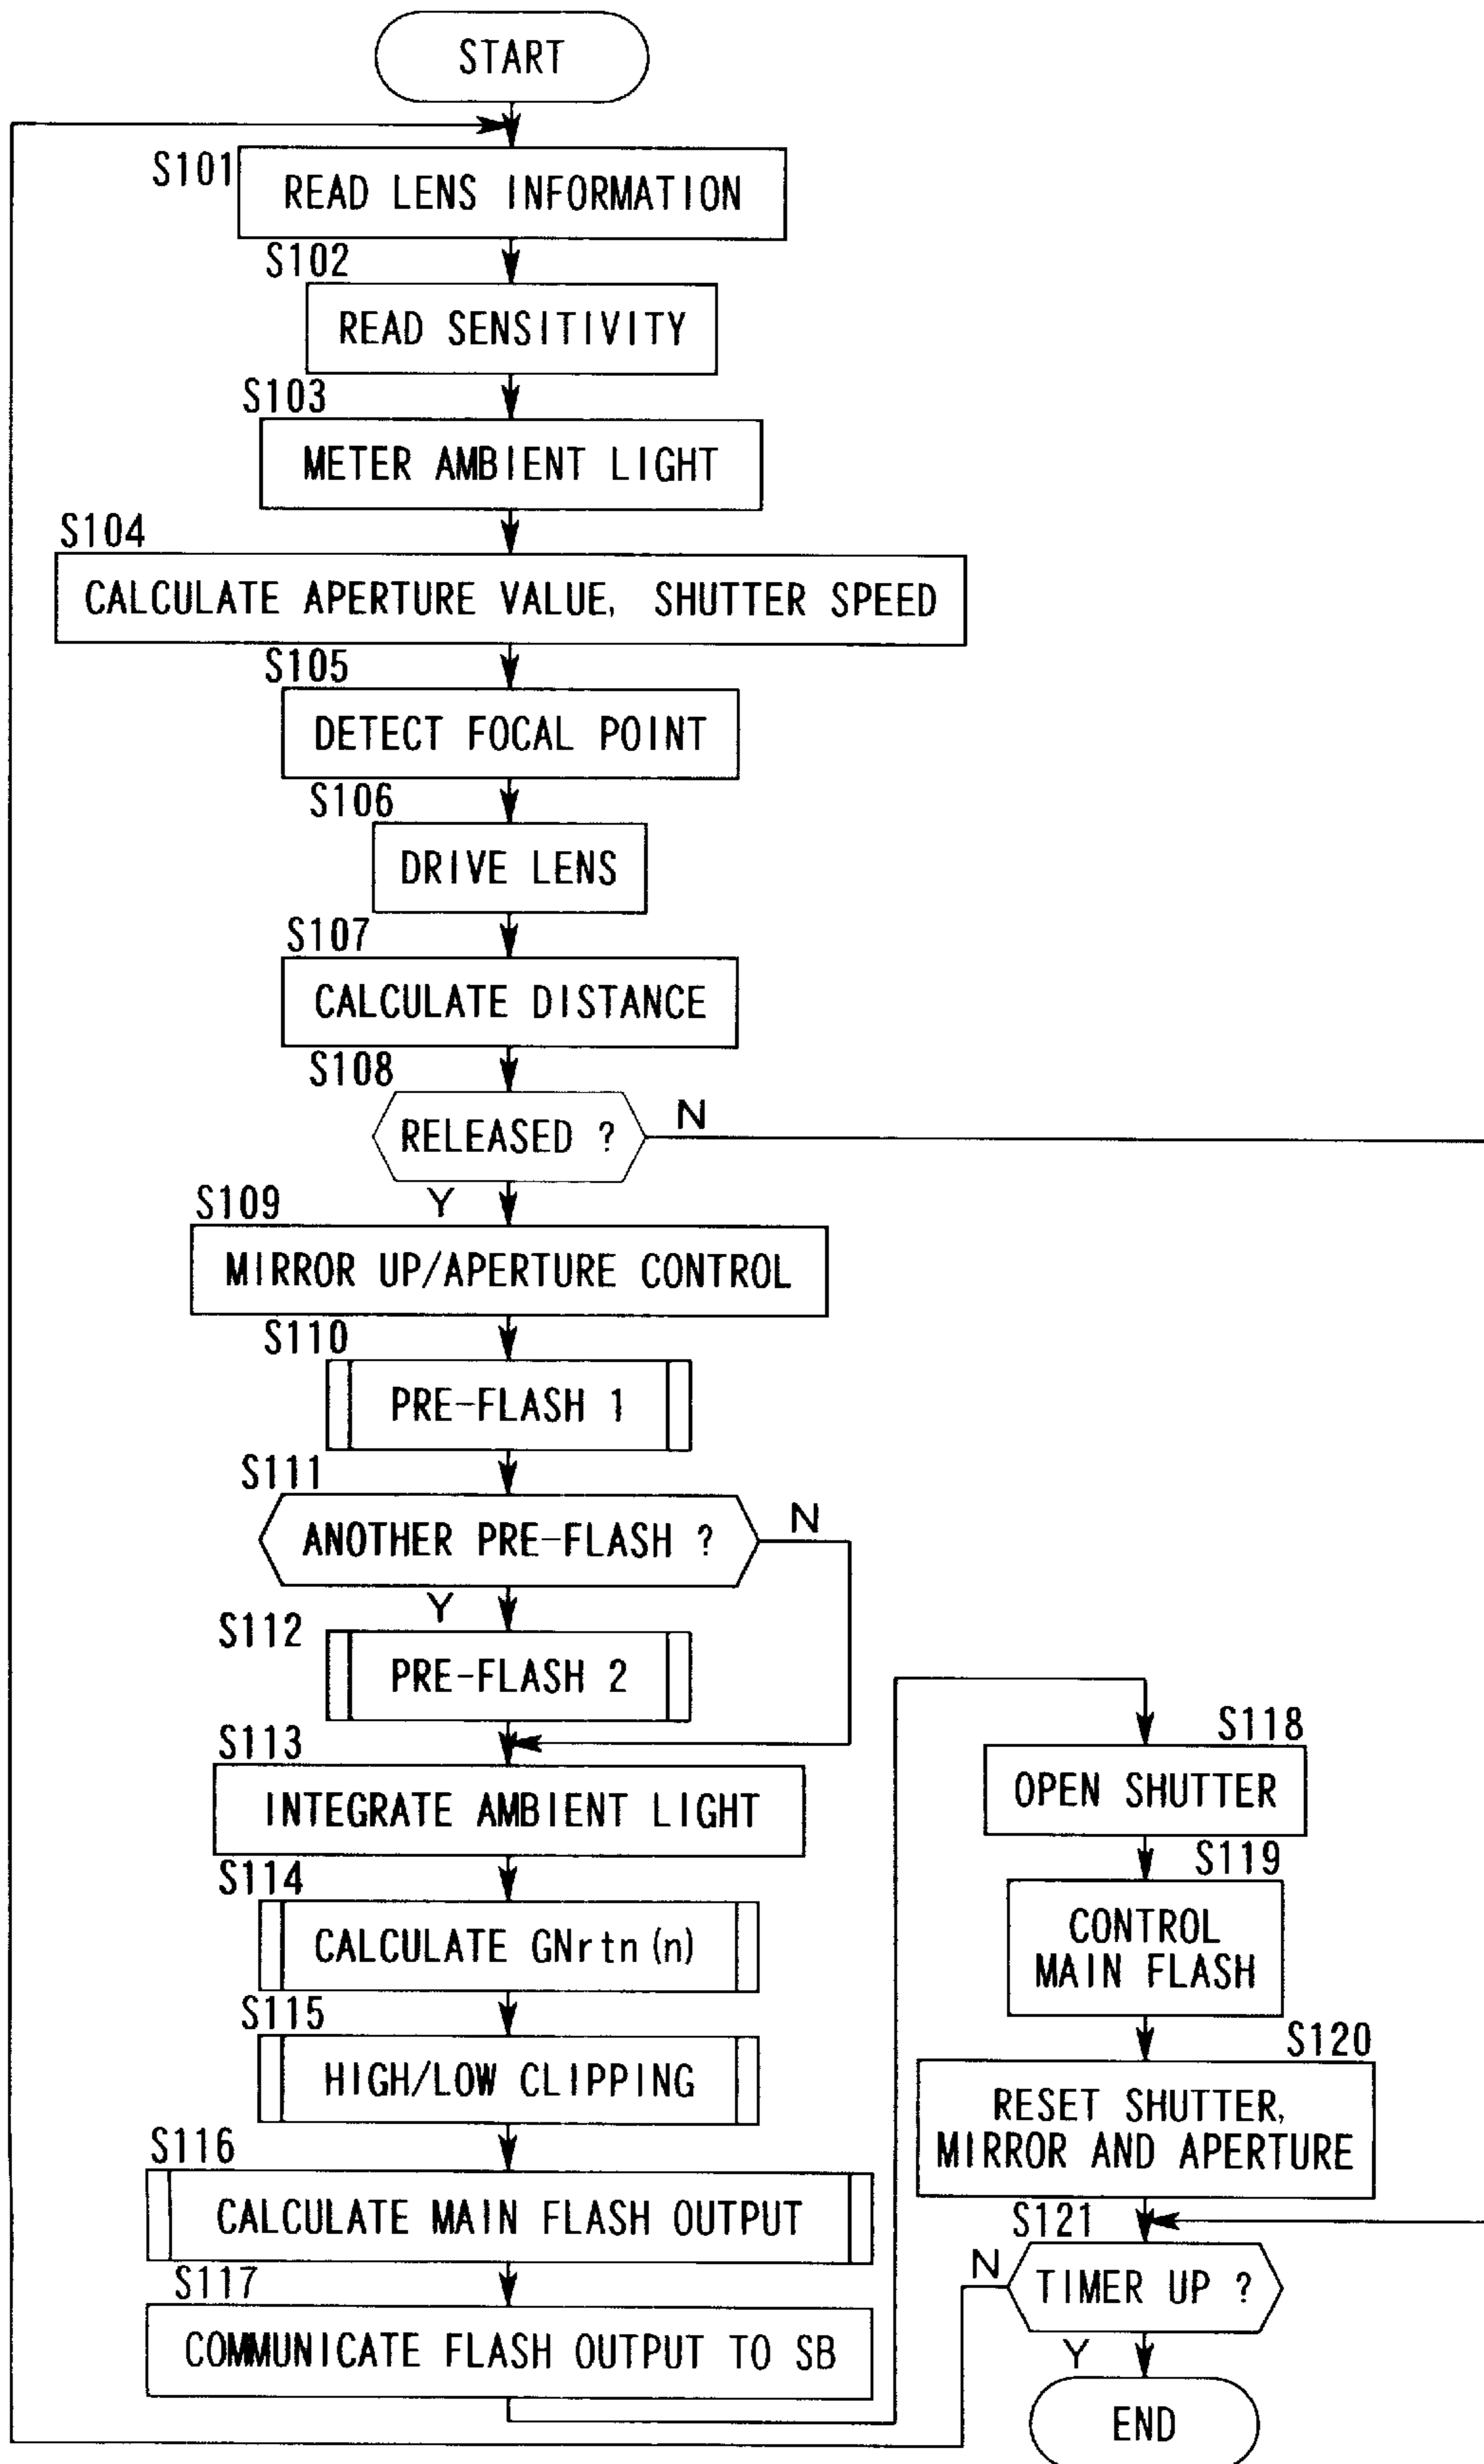 START
S101
READ LENS INFORMATION
S102
READ SENSITIVITY
S103
METER AMBIENT LIGHT
S104
CALCULATE APERTURE VALUE, SHUTTER SPEED
S105
DETECT FOCAL POINT
S106
DRIVE LENS
S107
CALCULATE DISTANCE
S108
RELEASED ?
N
Y
S109
MIRROR UP/APERTURE CONTROL
S110
PRE-FLASH 1
S111
ANOTHER PRE-FLASH ?
N
Y
S112
PRE-FLASH 2
S113
INTEGRATE AMBIENT LIGHT
S114
CALCULATE GNrtn(n)
S115
HIGH/LOW CLIPPING
S116
CALCULATE MAIN FLASH OUTPUT
S117
COMMUNICATE FLASH OUTPUT TO SB
S118
OPEN SHUTTER
S119
CONTROL
MAIN FLASH
S120
RESET SHUTTER,
MIRROR AND APERTURE
S121
TIMER UP ?
N
Y
END